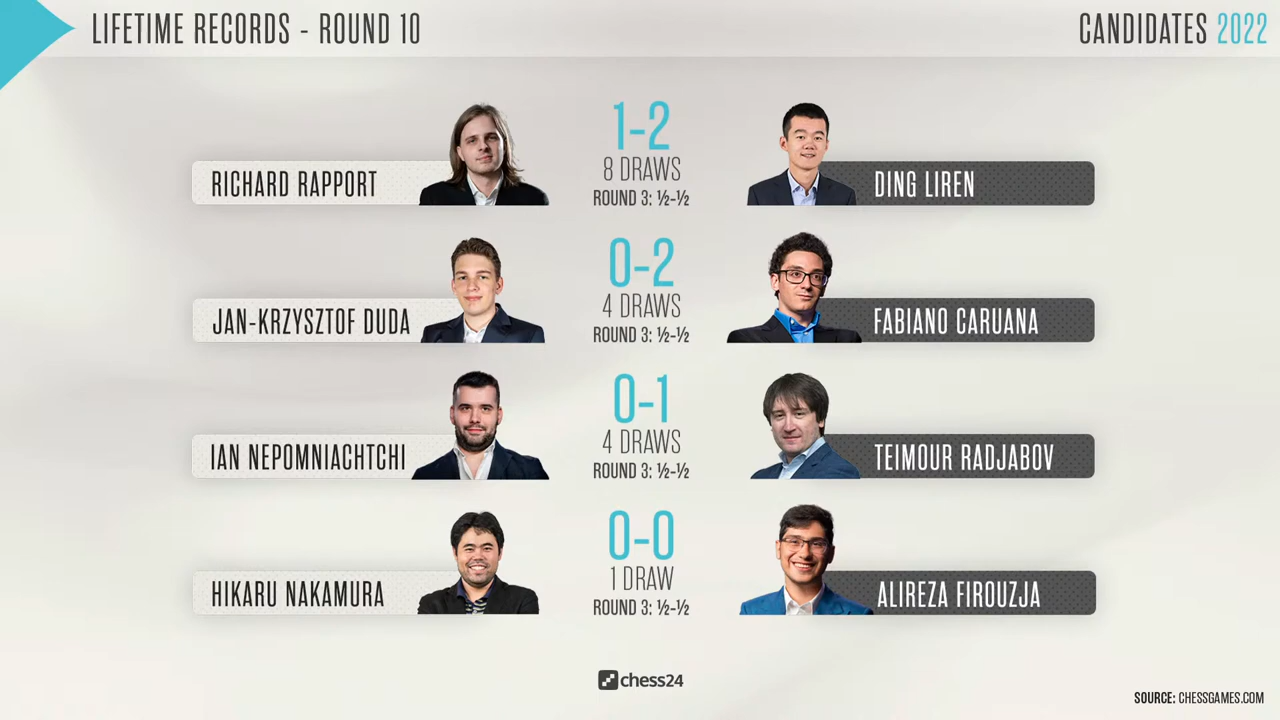 LIFETIME RECORDS - ROUND 10
CANDIDATES 2022
RICHARD RAPPORT
1-2
8 DRAWS
ROUND 3: ½-½
DING LIREN
JAN-KRZYSZTOF DUDA
0-2
4 DRAWS
ROUND 3: ½-½
FABIANO CARUANA
IAN NEPOMNIACHTCHI
0-1
4 DRAWS
ROUND 3: ½-½
TEIMOUR RADJABOV
HIKARU NAKAMURA
0-0
1 DRAW
ROUND 3: ½-½
ALIREZA FIROUZJA
chess24
SOURCE: CHESSGAMES.COM